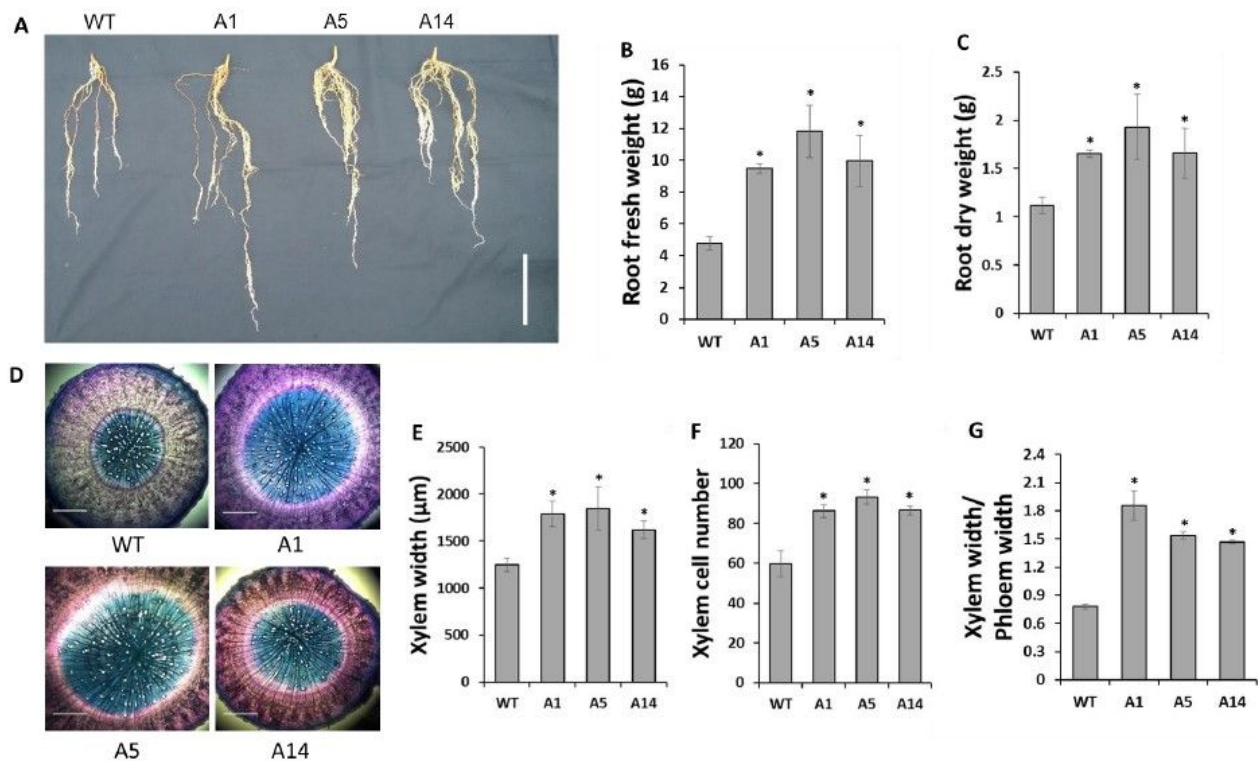 A
WT
A1
A5
A14
B
Root fresh weight (g)
16
14
12
10
8
6
4
2
0
*
*
*
WT
A1
A5
A14
C
Root dry weight (g)
2.5
2
1.5
1
0.5
0
*
*
*
WT
A1
A5
A14
D
WT
A1
A5
A14
E
Xylem width (µm)
2500
2000
1500
1000
500
0
*
*
*
WT
A1
A5
A14
F
Xylem cell number
120
100
80
60
40
20
0
*
*
*
WT
A1
A5
A14
G
Xylem width/
Phloem width
2.4
2.1
1.8
1.5
1.2
0.9
0.6
0.3
0
*
*
*
WT
A1
A5
A14